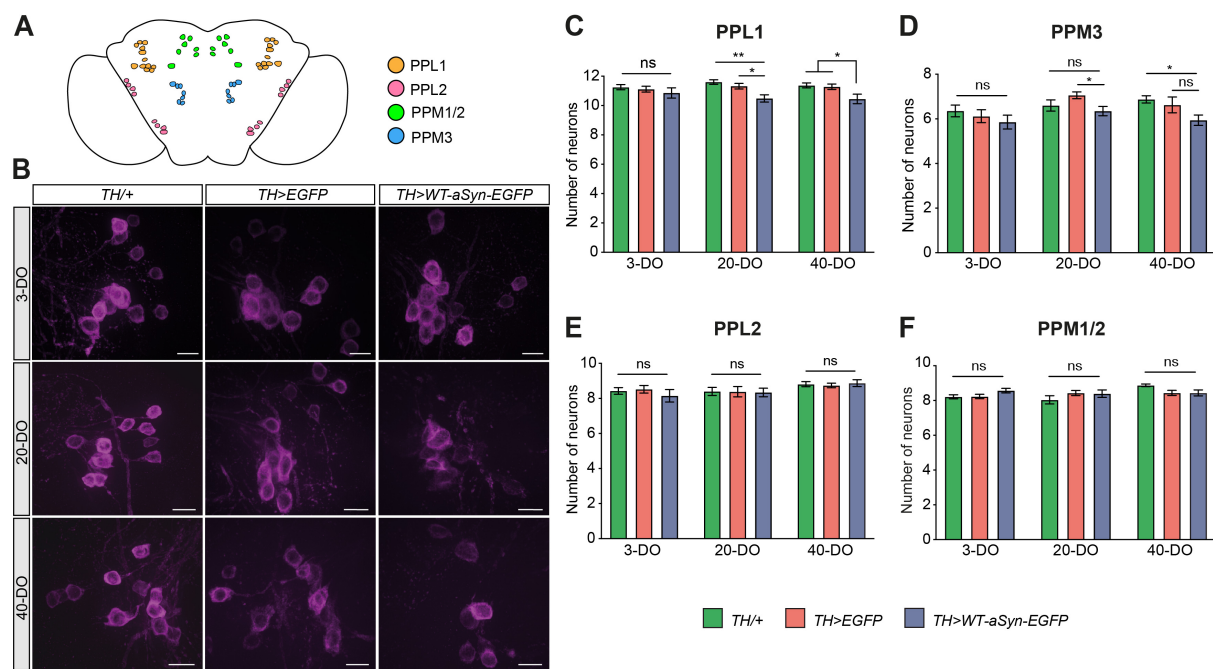 A
PPL1
PPL2
PPM1/2
PPM3
B
TH/+
TH>EGFP
TH>WT-aSyn-EGFP
3-DO
20-DO
40-DO
C
PPL1
Number of neurons
12
10
8
6
4
2
0
ns
**
*
*
3-DO
20-DO
40-DO
D
PPM3
Number of neurons
8
6
4
2
0
ns
ns
*
*
ns
3-DO
20-DO
40-DO
E
PPL2
Number of neurons
10
8
6
4
2
0
ns
ns
ns
3-DO
20-DO
40-DO
F
PPM1/2
Number of neurons
10
8
6
4
2
0
ns
ns
ns
3-DO
20-DO
40-DO
TH/+
TH>EGFP
TH>WT-aSyn-EGFP